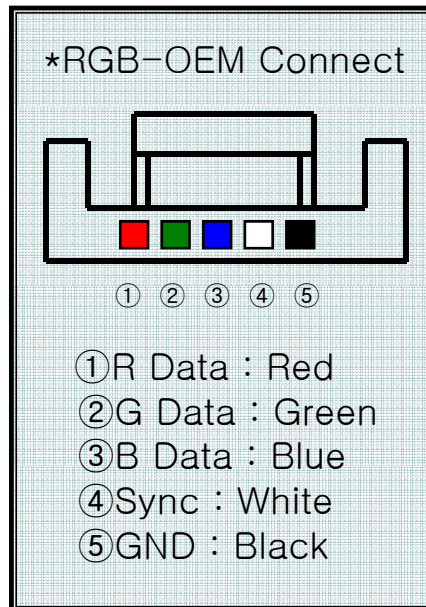 *RGB-OEM Connect
① ② ③ ④ ⑤
①R Data : Red
②G Data : Green
③B Data : Blue
④Sync : White
⑤GND : Black